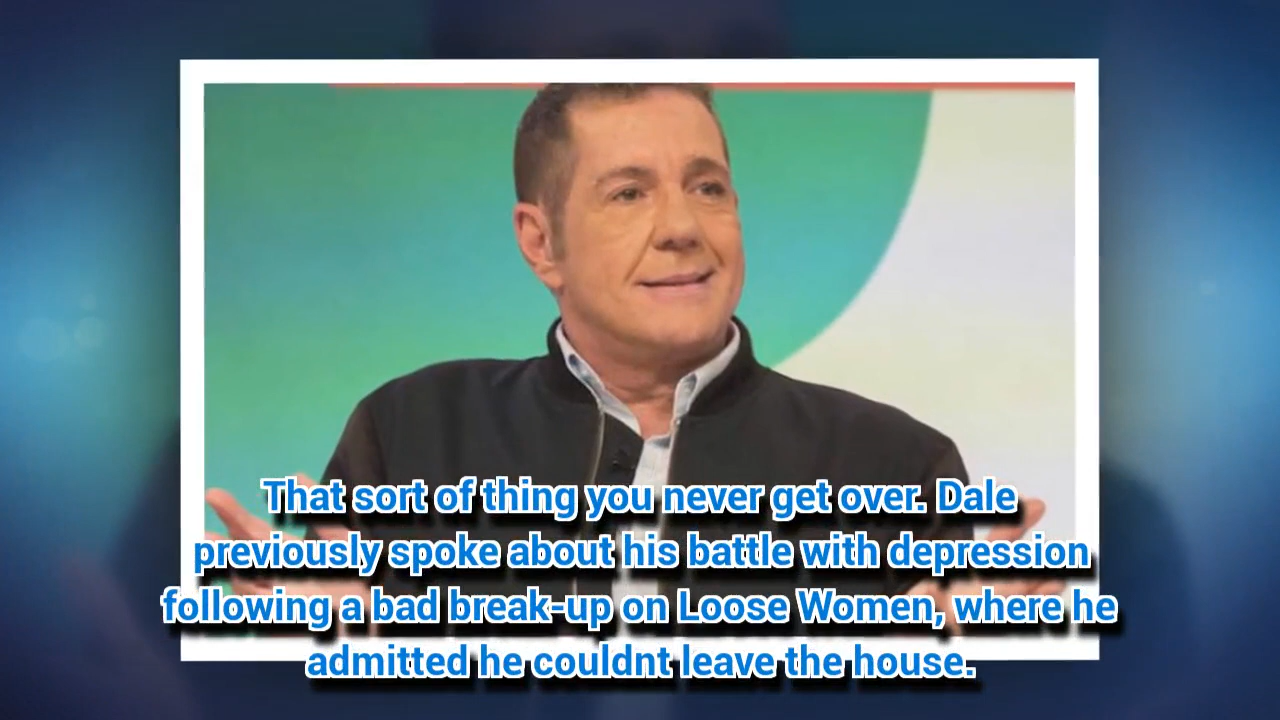 That sort of thing you never get over. Dale
previously spoke about his battle with depression
following a bad break-up on Loose Women, where he
admitted he couldnt leave the house.